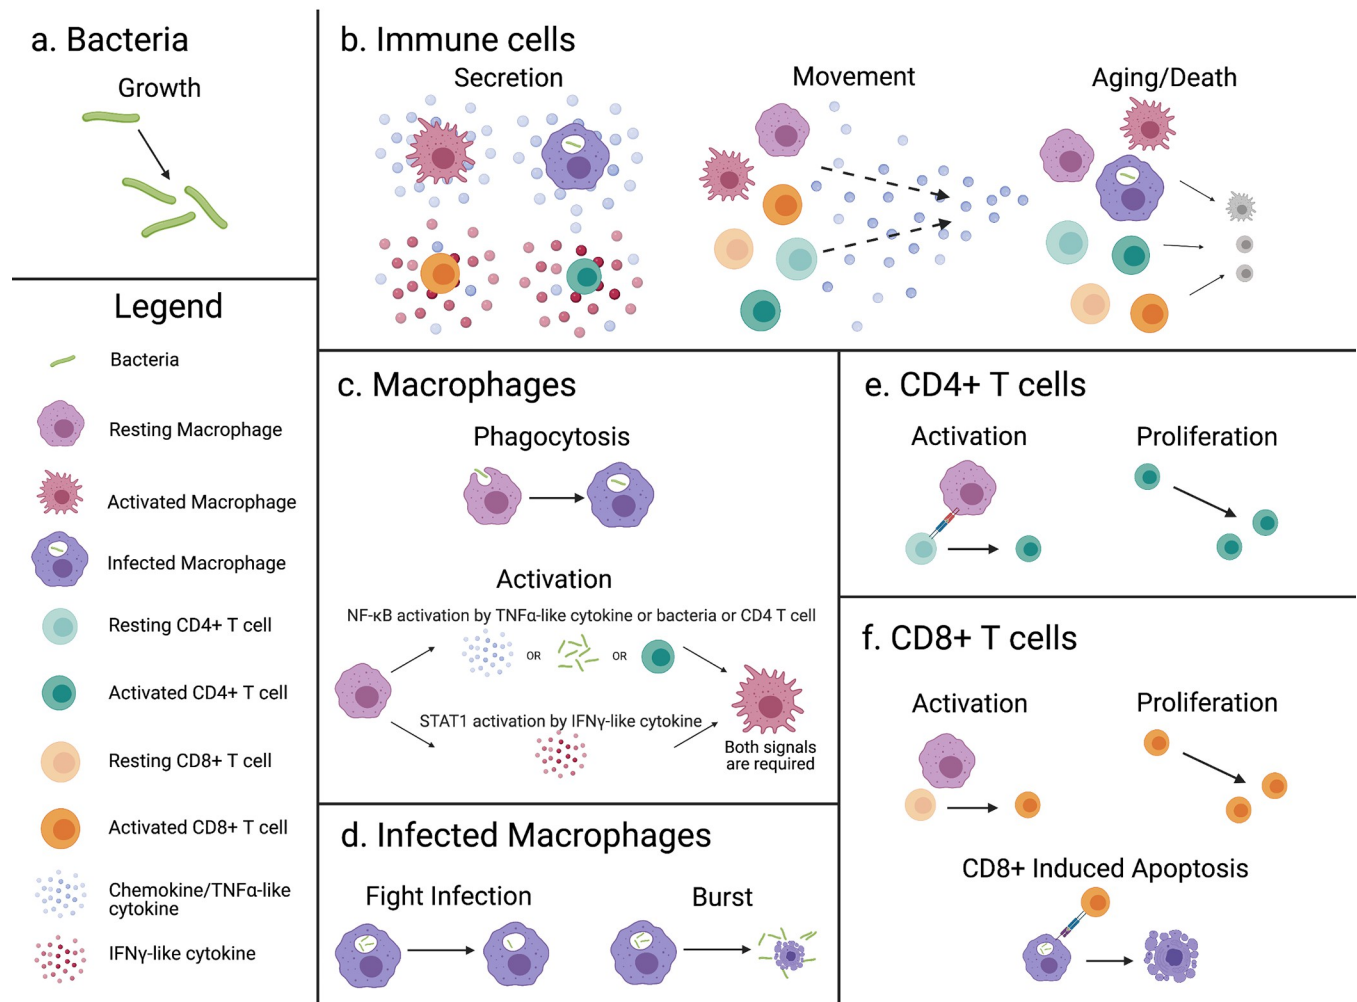 a. Bacteria
Growth
Legend
Bacteria
Resting Macrophage
Activated Macrophage
Infected Macrophage
Resting CD4+ T cell
Activated CD4+ T cell
Resting CD8+ T cell
Activated CD8+ T cell
Chemokine/TNFα-like
cytokine
IFNγ-like cytokine
b. Immune cells
Secretion
Movement
Aging/Death
c. Macrophages
Phagocytosis
Activation
NF-κB activation by TNFα-like cytokine or bacteria or CD4 T cell
OR
OR
STAT1 activation by IFNγ-like cytokine
Both signals
are required
d. Infected Macrophages
Fight Infection
Burst
e. CD4+ T cells
Activation
Proliferation
f. CD8+ T cells
Activation
Proliferation
CD8+ Induced Apoptosis